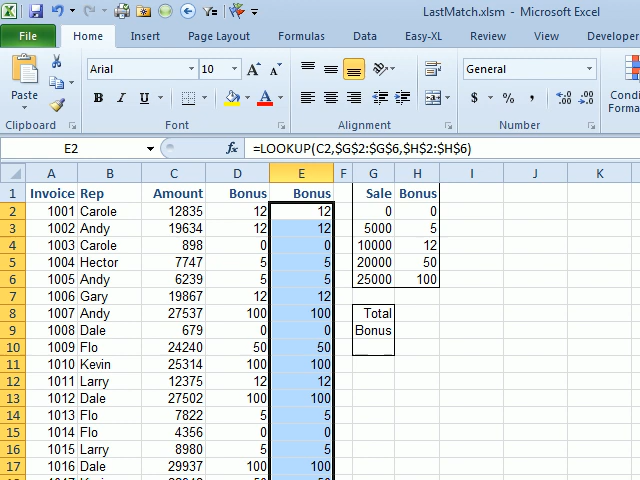 LastMatch.xlsm - Microsoft Excel
File Home Insert Page Layout Formulas Data Easy-XL Review View Developer
Arial 10 General
Paste
B I U A $ % , Condi
Form
Clipboard Font Alignment Number
E2 fx =LOOKUP(C2,$G$2:$G$6,$H$2:$H$6)
A B C D E F G H I J K
1 Invoice Rep Amount Bonus Bonus Sale Bonus
2 1001 Carole 12835 12 12 0 0
3 1002 Andy 19634 12 12 5000 5
4 1003 Carole 898 0 0 10000 12
5 1004 Hector 7747 5 5 20000 50
6 1005 Andy 6239 5 5 25000 100
7 1006 Gary 19867 12 12
8 1007 Andy 27537 100 100 Total
9 1008 Dale 679 0 0 Bonus
10 1009 Flo 24240 50 50
11 1010 Kevin 25314 100 100
12 1011 Larry 12375 12 12
13 1012 Dale 27502 100 100
14 1013 Flo 7822 5 5
15 1014 Flo 4356 0 0
16 1015 Larry 8980 5 5
17 1016 Dale 29937 100 100